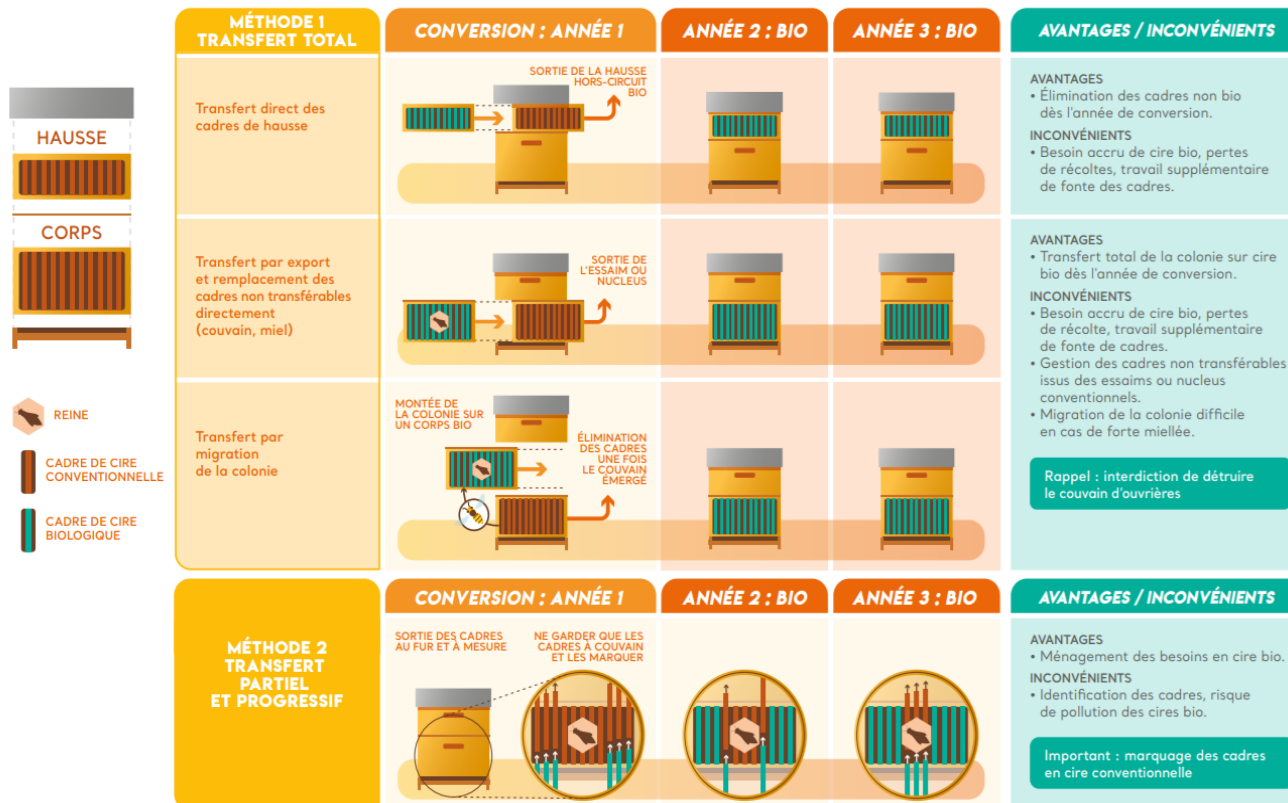 HAUSSE
CORPS
REINE
CADRE DE CIRE
CONVENTIONNELLE
CADRE DE CIRE
BIOLOGIQUE
MÉTHODE 1
TRANSFERT TOTAL
CONVERSION : ANNÉE 1
ANNÉE 2 : BIO
ANNÉE 3 : BIO
AVANTAGES / INCONVÉNIENTS
Transfert direct des
cadres de hausse
SORTIE DE LA HAUSSE
HORS-CIRCUIT
BIO
AVANTAGES
• Élimination des cadres non bio
dès l'année de conversion.
INCONVÉNIENTS
• Besoin accru de cire bio, pertes
de récoltes, travail supplémentaire
de fonte des cadres.
Transfert par export
et remplacement des
cadres non transférables
directement
(couvain, miel)
SORTIE DE
L'ESSAIM OU
NUCLEUS
AVANTAGES
• Transfert total de la colonie sur cire
bio dès l'année de conversion.
INCONVÉNIENTS
• Besoin accru de cire bio, pertes
de récolte, travail supplémentaire
de fonte de cadres.
• Gestion des cadres non transférables
issus des essaims ou nucleus
conventionnels.
• Migration de la colonie difficile
en cas de forte miellée.
Rappel : interdiction de détruire
le couvain d'ouvrières
Transfert par
migration
de la colonie
MONTÉE DE
LA COLONIE SUR
UN CORPS BIO
ÉLIMINATION
DES CADRES
UNE FOIS
LE COUVAIN
ÉMERGÉ
MÉTHODE 2
TRANSFERT
PARTIEL
ET PROGRESSIF
CONVERSION : ANNÉE 1
ANNÉE 2 : BIO
ANNÉE 3 : BIO
AVANTAGES / INCONVÉNIENTS
SORTIE DES CADRES
AU FUR ET À MESURE
NE GARDER QUE LES
CADRES À COUVAIN
ET LES MARQUER
AVANTAGES
• Ménagement des besoins en cire bio.
INCONVÉNIENTS
• Identification des cadres, risque
de pollution des cires bio.
Important : marquage des cadres
en cire conventionnelle